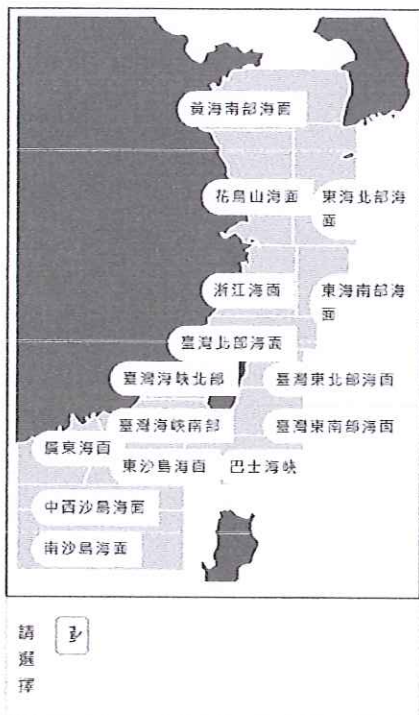 黃海南部海面
花鳥山海面
東海北部海
面
浙江海面
東海南部海
面
臺灣北部海面
臺灣海峽北部
臺灣東北部海面
臺灣海峽南部
臺灣東南部海面
廣東海面
東沙島海面
巴士海峽
中西沙島海面
南沙島海面
請
選
擇